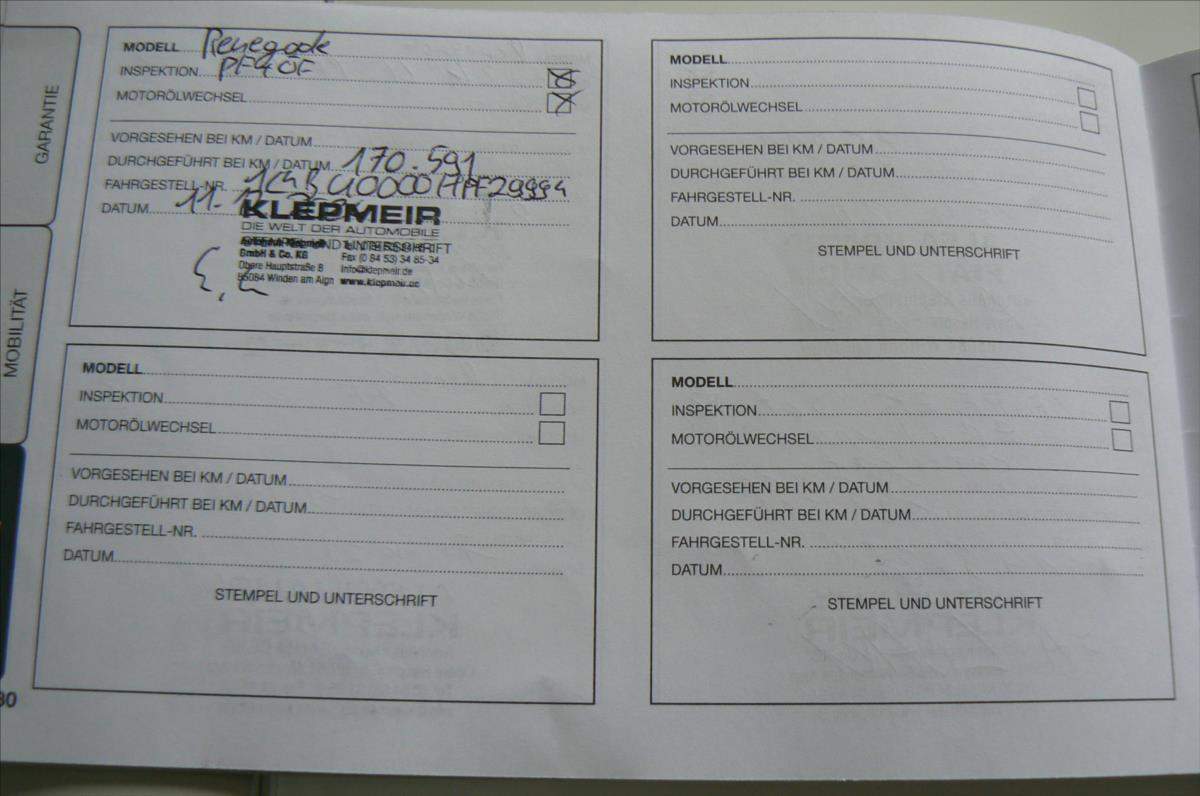 GARANTIE
MOBILITÄT
MODELL Renegade
INSPEKTION
MOTORÖLWECHSEL
VORGESEHEN BEI KM / DATUM
DURCHGEFÜHRT BEI KM / DATUM 170.591
FAHRGESTELL-NR.
DATUM 11.
KLEPMEIR
DIE WELT DER AUTOMOBILE
UNTERSCHRIFT
GmbH & Co. KG Fax (0 84 53) 34 85-34
Obere Hauptstraße 8 info@klepmeir.de
85084 Winden am Aign www.klepmeir.de
MODELL
INSPEKTION
MOTORÖLWECHSEL
VORGESEHEN BEI KM / DATUM
DURCHGEFÜHRT BEI KM / DATUM
FAHRGESTELL-NR.
DATUM
STEMPEL UND UNTERSCHRIFT
MODELL
INSPEKTION
MOTORÖLWECHSEL
VORGESEHEN BEI KM / DATUM
DURCHGEFÜHRT BEI KM / DATUM
FAHRGESTELL-NR.
DATUM
STEMPEL UND UNTERSCHRIFT
MODELL
INSPEKTION
MOTORÖLWECHSEL
VORGESEHEN BEI KM / DATUM
DURCHGEFÜHRT BEI KM / DATUM
FAHRGESTELL-NR.
DATUM
STEMPEL UND UNTERSCHRIFT